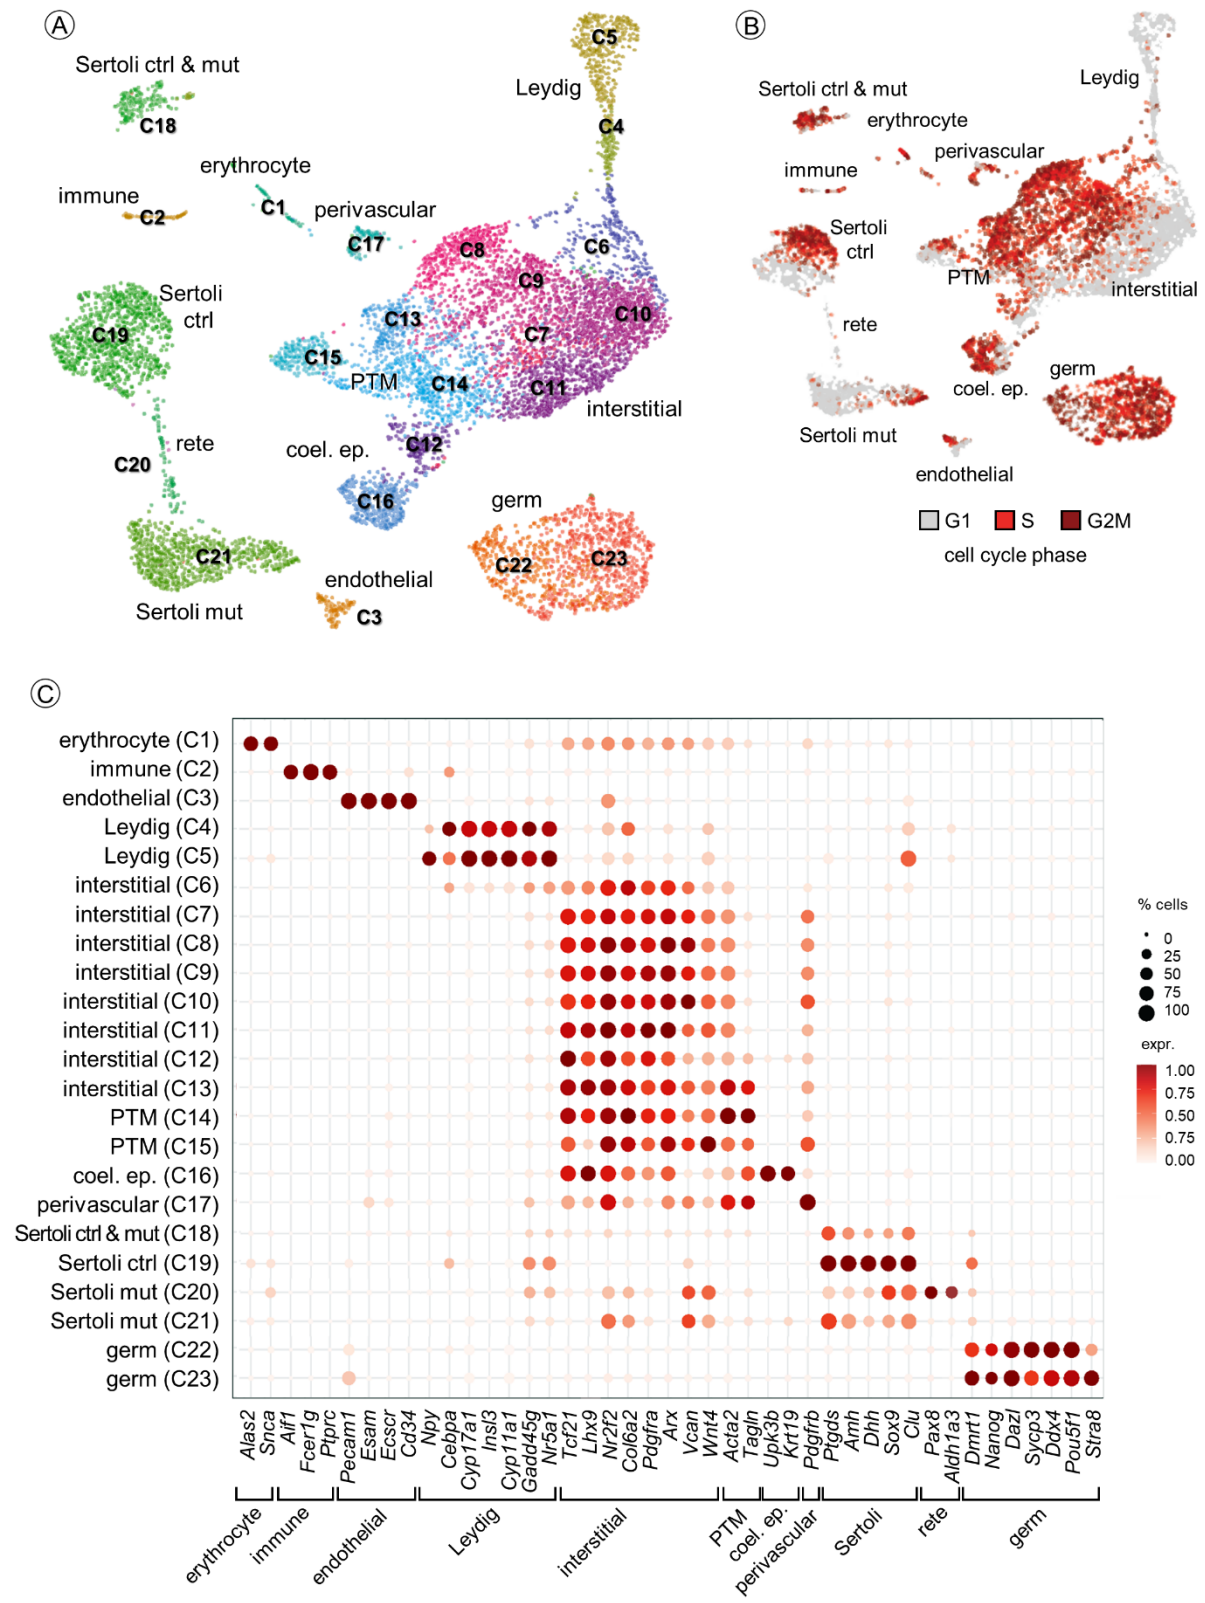 A
Sertoli ctrl & mut
C18
erythrocyte
C1
immune
C2
perivascular
C17
Leydig
C5
C4
C6
C8
C9
C10
C7
C13
C15
PTM
C14
C11
interstitial
Sertoli
ctrl
C19
rete
C20
coel. ep.
C12
C16
C21
Sertoli mut
endothelial
C3
germ
C22
C23
B
Leydig
Sertoli ctrl & mut
erythrocyte
perivascular
immune
Sertoli
ctrl
PTM
interstitial
rete
coel. ep.
germ
Sertoli mut
endothelial
G1 S G2M
cell cycle phase
C
erythrocyte (C1)
immune (C2)
endothelial (C3)
Leydig (C4)
Leydig (C5)
interstitial (C6)
interstitial (C7)
interstitial (C8)
interstitial (C9)
interstitial (C10)
interstitial (C11)
interstitial (C12)
interstitial (C13)
PTM (C14)
PTM (C15)
coel. ep. (C16)
perivascular (C17)
Sertoli ctrl & mut (C18)
Sertoli ctrl (C19)
Sertoli mut (C20)
Sertoli mut (C21)
germ (C22)
germ (C23)
% cells
0
25
50
75
100
expr.
1.00
0.75
0.50
0.75
0.00
Alas2
Snca
Aif1
Fcer1g
Ptprc
Pecam1
Esam
Ecscr
Cd34
Npy
Cebpa
Cyp17a1
Insl3
Cyp11a1
Gadd45g
Nr5a1
Tcf21
Lhx9
Nr2f2
Col6a2
Pdgfra
Arx
Vcan
Wnt4
Acta2
Tagln
Upk3b
Krt19
Pdgfrb
Ptgds
Amh
Dhh
Sox9
Clu
Pax8
Aldh1a3
Dmrt1
Nanog
Dazl
Sycp3
Ddx4
Pou5f1
Stra8
erythrocyte
immune
endothelial
Leydig
interstitial
PTM
coel. ep.
perivascular
Sertoli
rete
germ